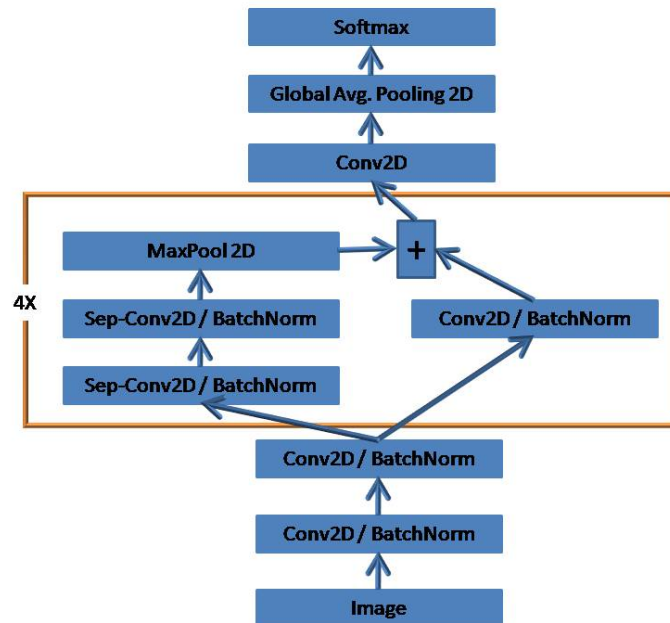 Softmax
Global Avg. Pooling 2D
Conv2D
MaxPool 2D
+
4X
Sep-Conv2D / BatchNorm
Conv2D / BatchNorm
Sep-Conv2D / BatchNorm
Conv2D / BatchNorm
Conv2D / BatchNorm
Image